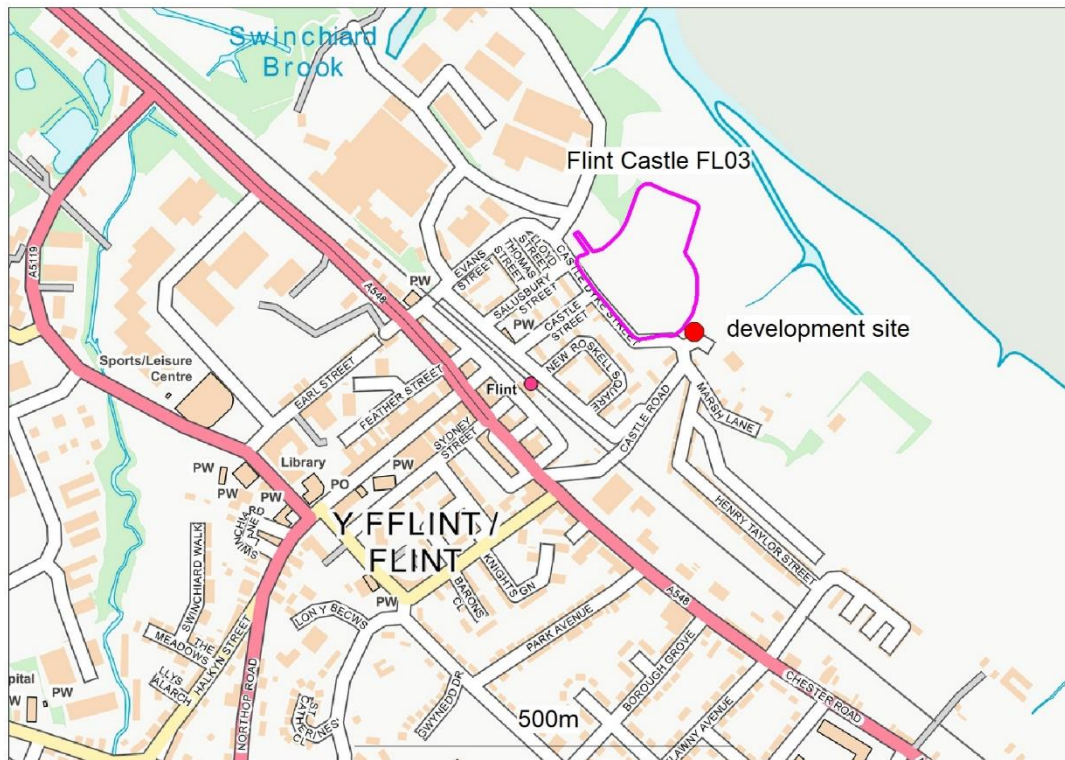 Swinchiard
Brook
Flint Castle FL03
development site
A5119
A548
PW
EVANS
STREET
LLOYD
STREET
THOMAS
STREET
SALUSBURY
STREET
CASTLE
STREET
PW
CASTLE DYKE STREET
NEW ROSKELL
SQUARE
Flint
CASTLE ROAD
MARSH LANE
HENRY TAYLOR STREET
Sports/Leisure
Centre
EARL STREET
FEATHER STREET
SYDNEY
STREET
Library
PO
PW
PW
PW
PW
Y FFLINT /
FLINT
SWINCHIARD WALK
THE
MEADOWS
LLYS
ALARCH
HALKYN STREET
NORTHOP ROAD
PW
LON Y BECWS
BARONS
CL
KNIGHTS
GN
PARK AVENUE
A548
GWYNEDD DR
BOROUGH GROVE
CHESTER ROAD
500m
pital
PW
W